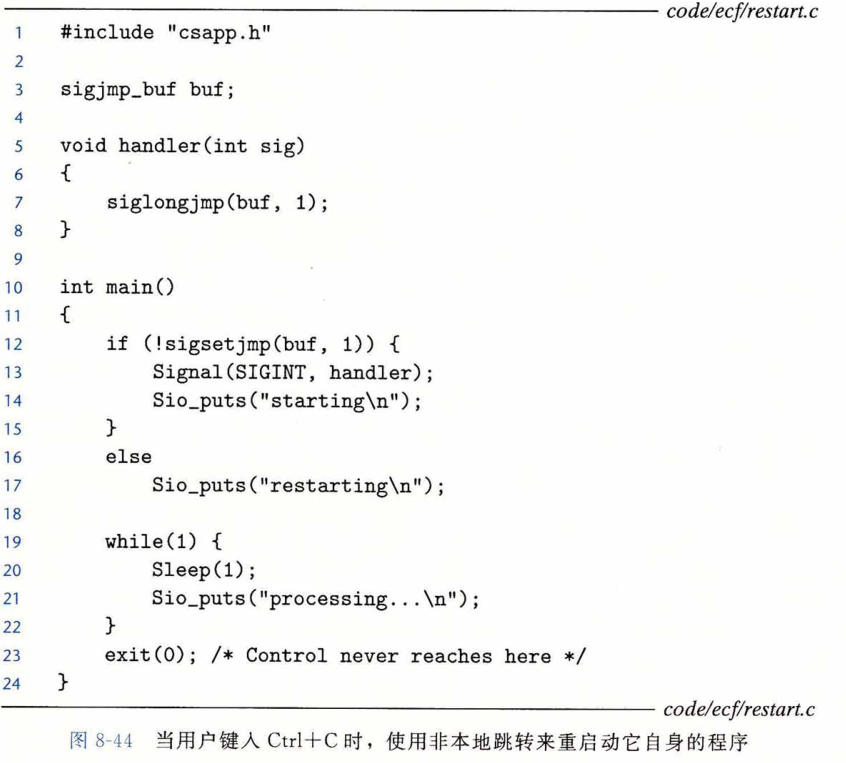 code/ecf/restart.c
1 #include "csapp.h"
2
3 sigjmp_buf buf;
4
5 void handler(int sig)
6 {
7     siglongjmp(buf, 1);
8 }
9
10 int main()
11 {
12     if (!sigsetjmp(buf, 1)) {
13         Signal(SIGINT, handler);
14         Sio_puts("starting\n");
15     }
16     else
17         Sio_puts("restarting\n");
18
19     while(1) {
20         Sleep(1);
21         Sio_puts("processing...\n");
22     }
23     exit(0); /* Control never reaches here */
24 }
code/ecf/restart.c
图 8-44 当用户键入 Ctrl+C 时，使用非本地跳转来重启动它自身的程序